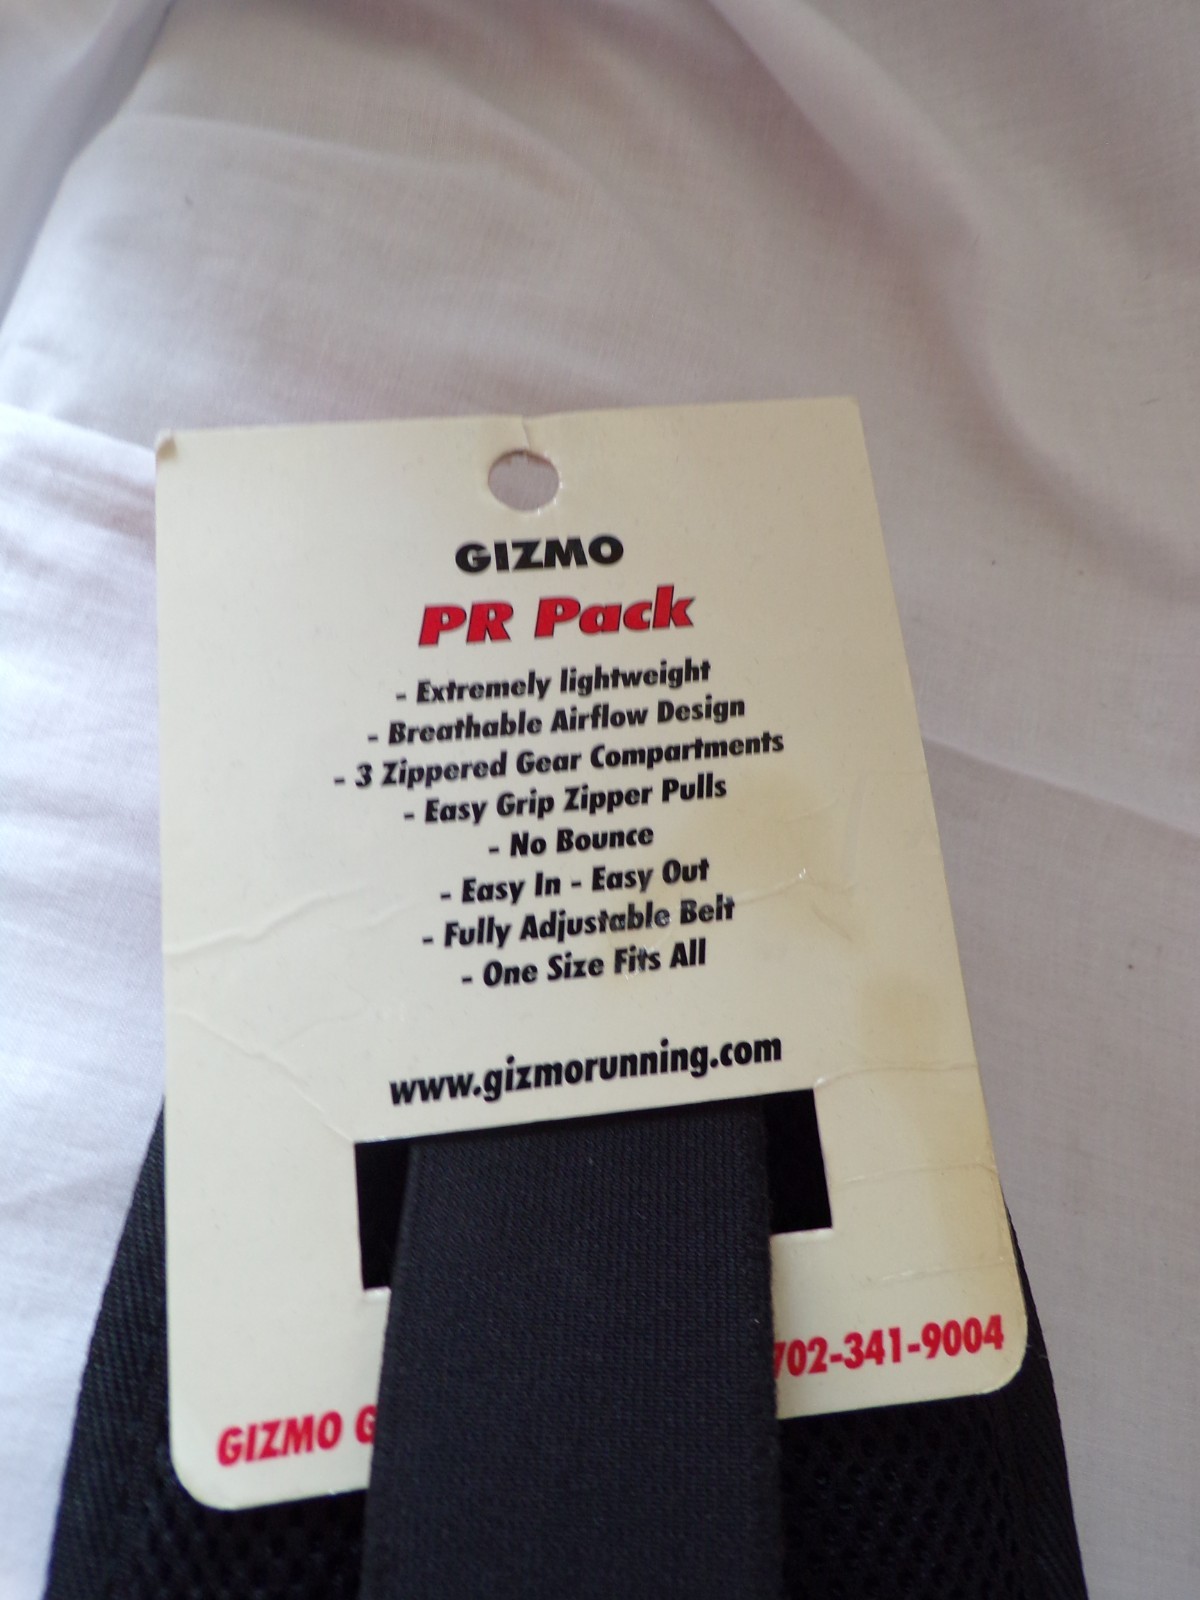 GIZMO
PR Pack
- Extremely lightweight
- Breathable Airflow Design
- 3 Zippered Gear Compartments
- Easy Grip Zipper Pulls
- No Bounce
- Easy In - Easy Out
- Fully Adjustable Belt
- One Size Fits All
www.gizmorunning.com
GIZMO G 702-341-9004